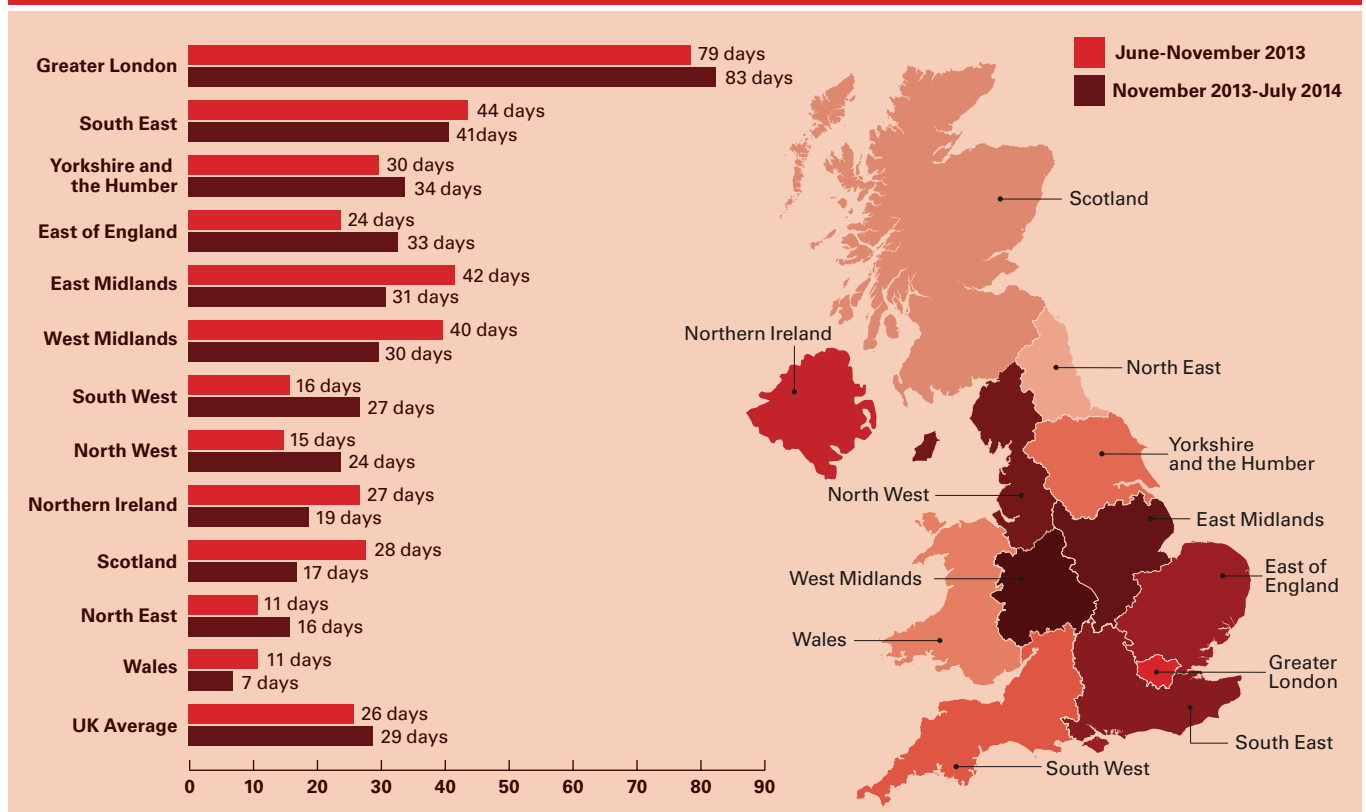 Greater London
79 days
83 days
South East
44 days
41days
Yorkshire and
the Humber
30 days
34 days
East of England
24 days
33 days
East Midlands
42 days
31 days
West Midlands
40 days
30 days
South West
16 days
27 days
North West
15 days
24 days
Northern Ireland
27 days
19 days
Scotland
28 days
17 days
North East
11 days
16 days
Wales
11 days
7 days
UK Average
26 days
29 days
0 10 20 30 40 50 60 70 80 90
June-November 2013
November 2013-July 2014
Scotland
Northern Ireland
North East
Yorkshire
and the Humber
North West
East Midlands
East of
England
West Midlands
Wales
Greater
London
South East
South West